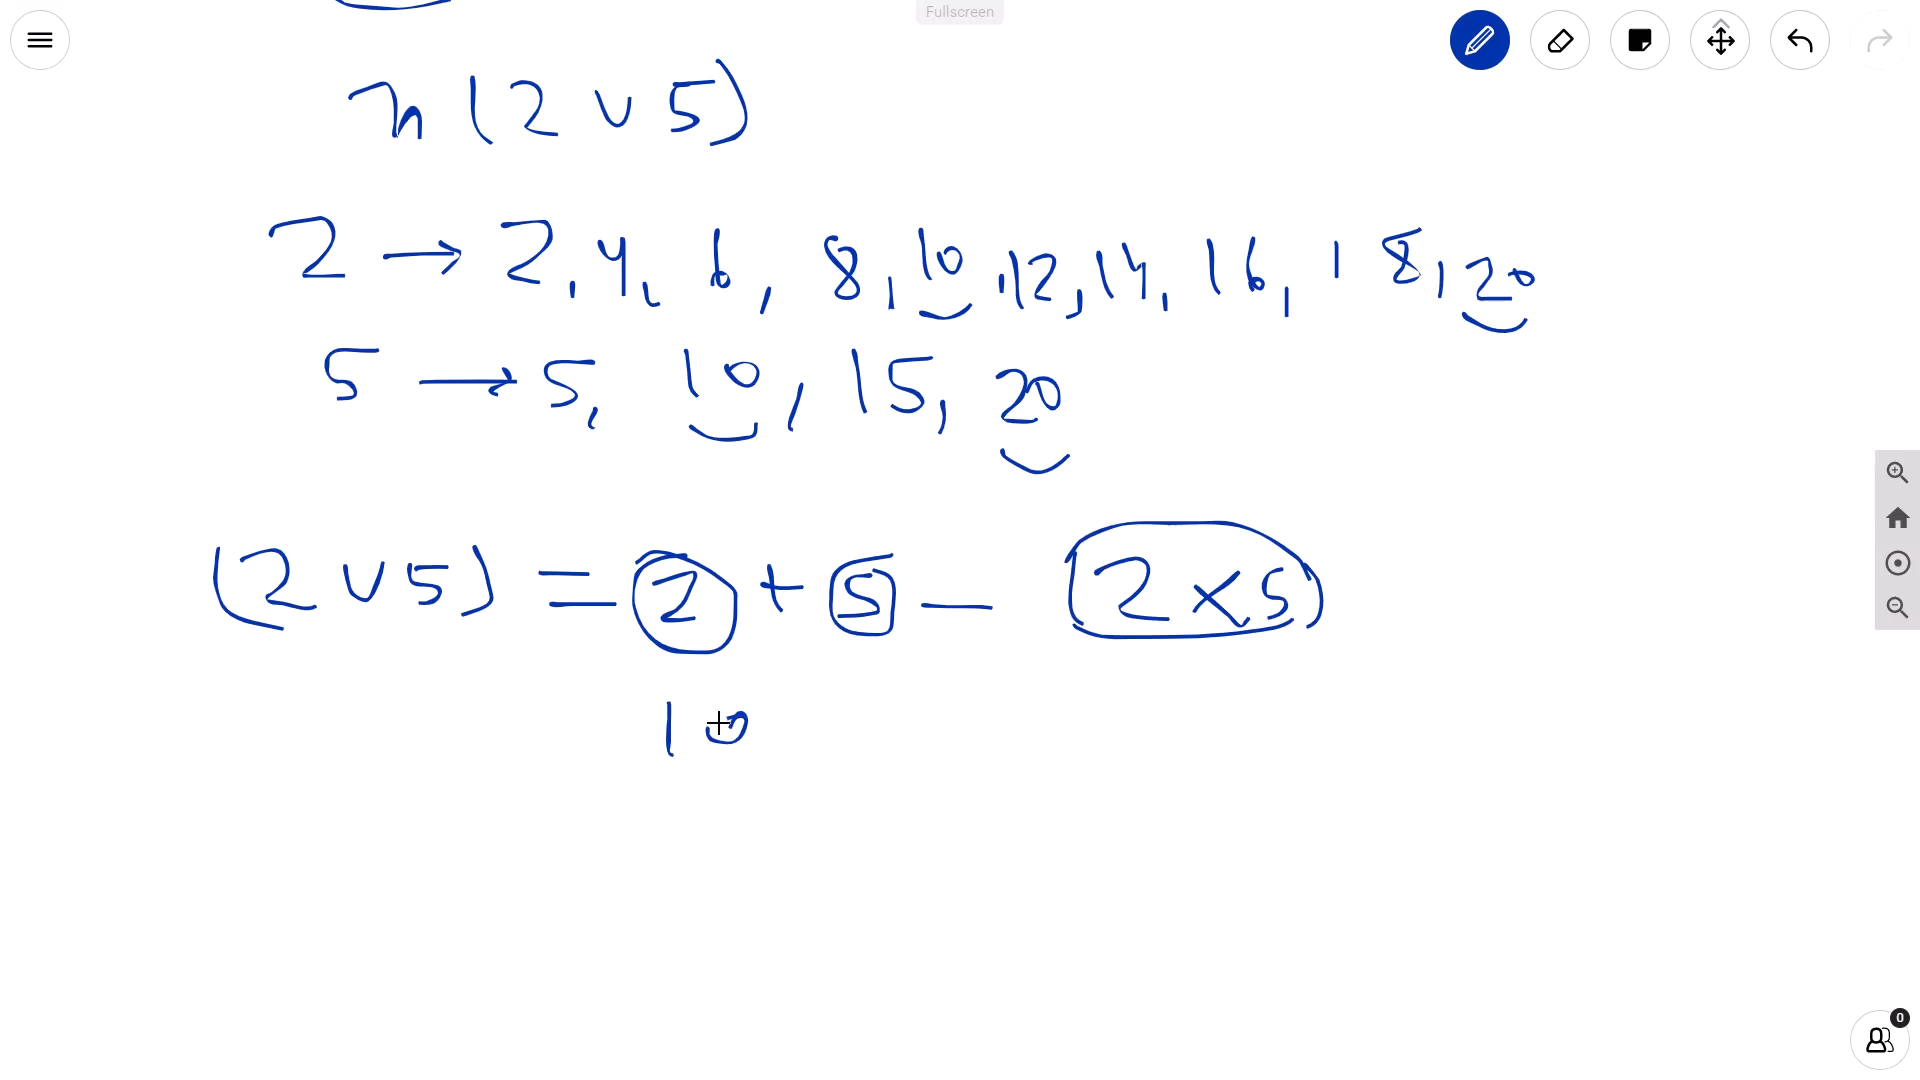 Fullscreen
n(2∪5)
2 → 2, 4, 6, 8, 10, 12, 14, 16, 18, 20
5 → 5, 10, 15, 20
(2∪5) = 2 + 5 - (2×5)
10
0